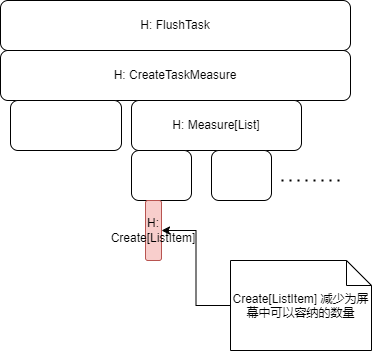 H: FlushTask
H: CreateTaskMeasure
H: Measure[List]
........
H:
Create[ListItem]
Create[ListItem] 减少为屏
幕中可以容纳的数量